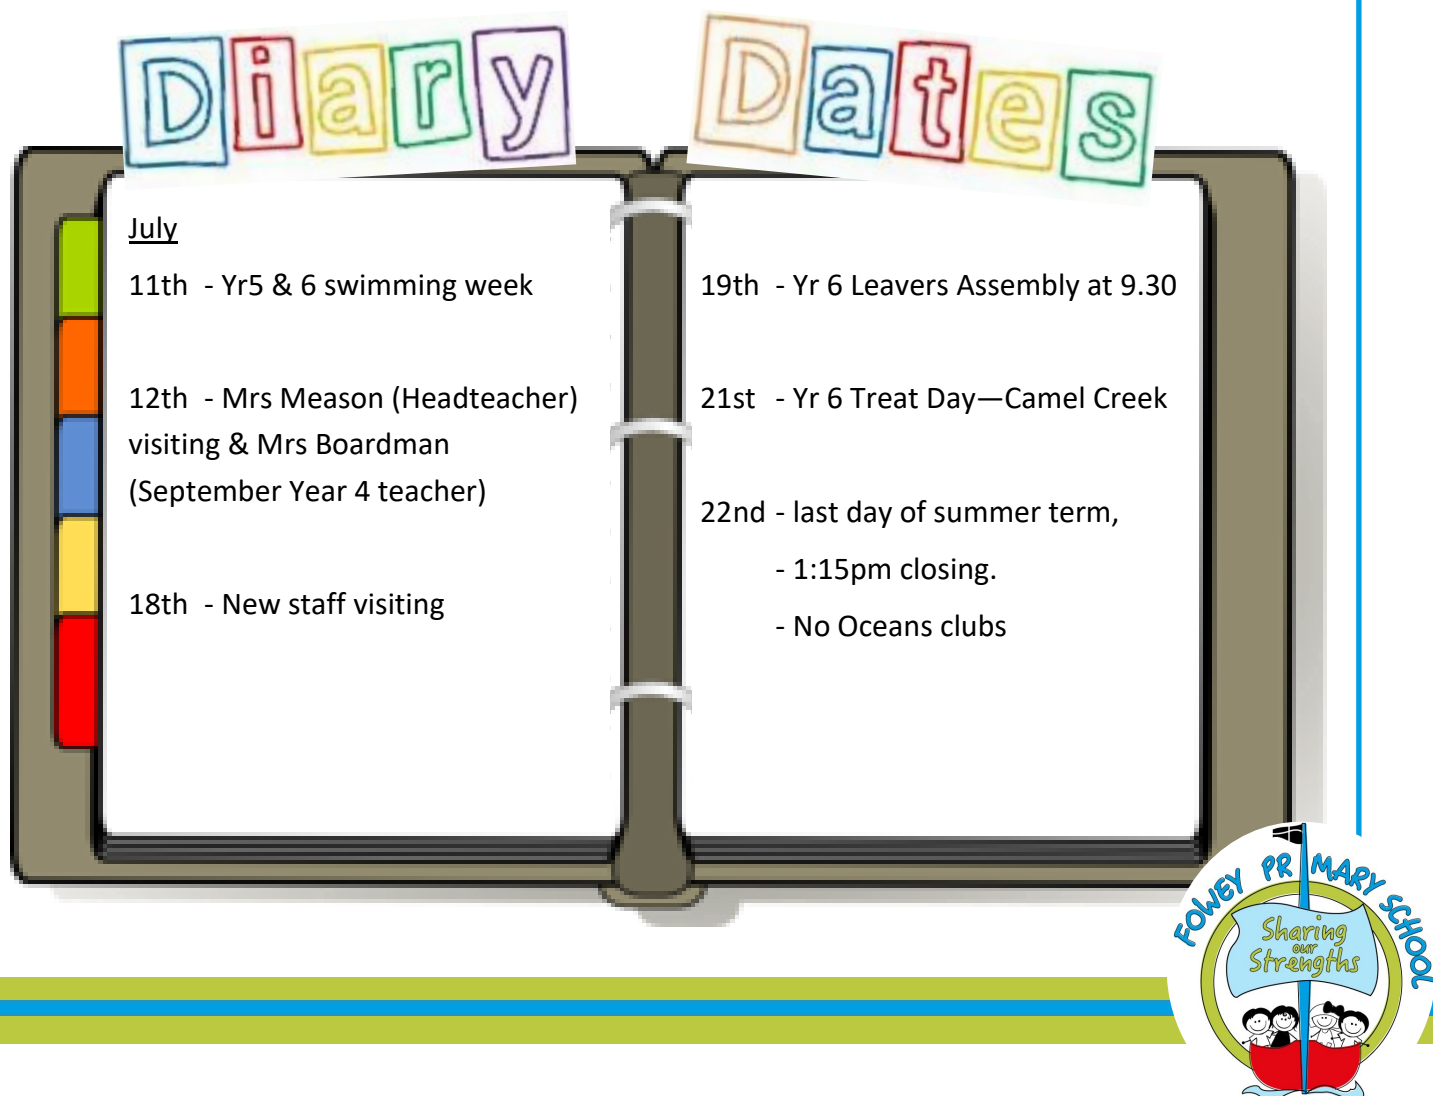 Diary Dates
July
11th - Yr5 & 6 swimming week
12th - Mrs Meason (Headteacher)
visiting & Mrs Boardman
(September Year 4 teacher)
18th - New staff visiting
19th - Yr 6 Leavers Assembly at 9.30
21st - Yr 6 Treat Day—Camel Creek
22nd - last day of summer term,
- 1:15pm closing.
- No Oceans clubs
FOWEY PRIMARY SCHOOL
Sharing
our
Strengths